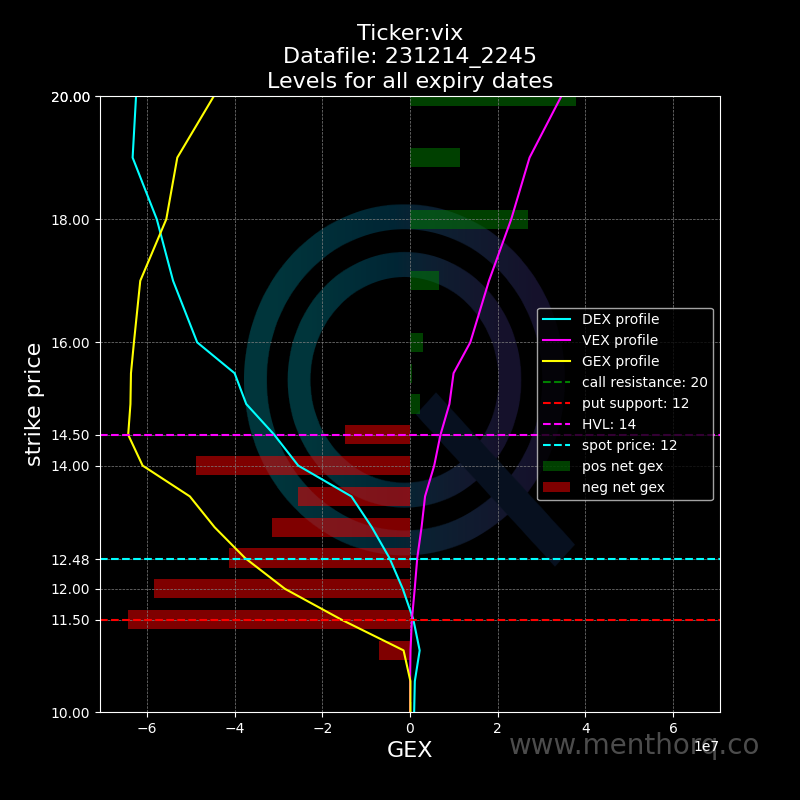 Ticker:vix
Datafile: 231214_2245
Levels for all expiry dates
20.00
18.00
16.00
14.50
14.00
12.48
12.00
11.50
10.00
strike price
DEX profile
VEX profile
GEX profile
call resistance: 20
put support: 12
HVL: 14
spot price: 12
pos net gex
neg net gex
−6 −4 −2 0 2 4 6
1e7
GEX
www.menthorq.co